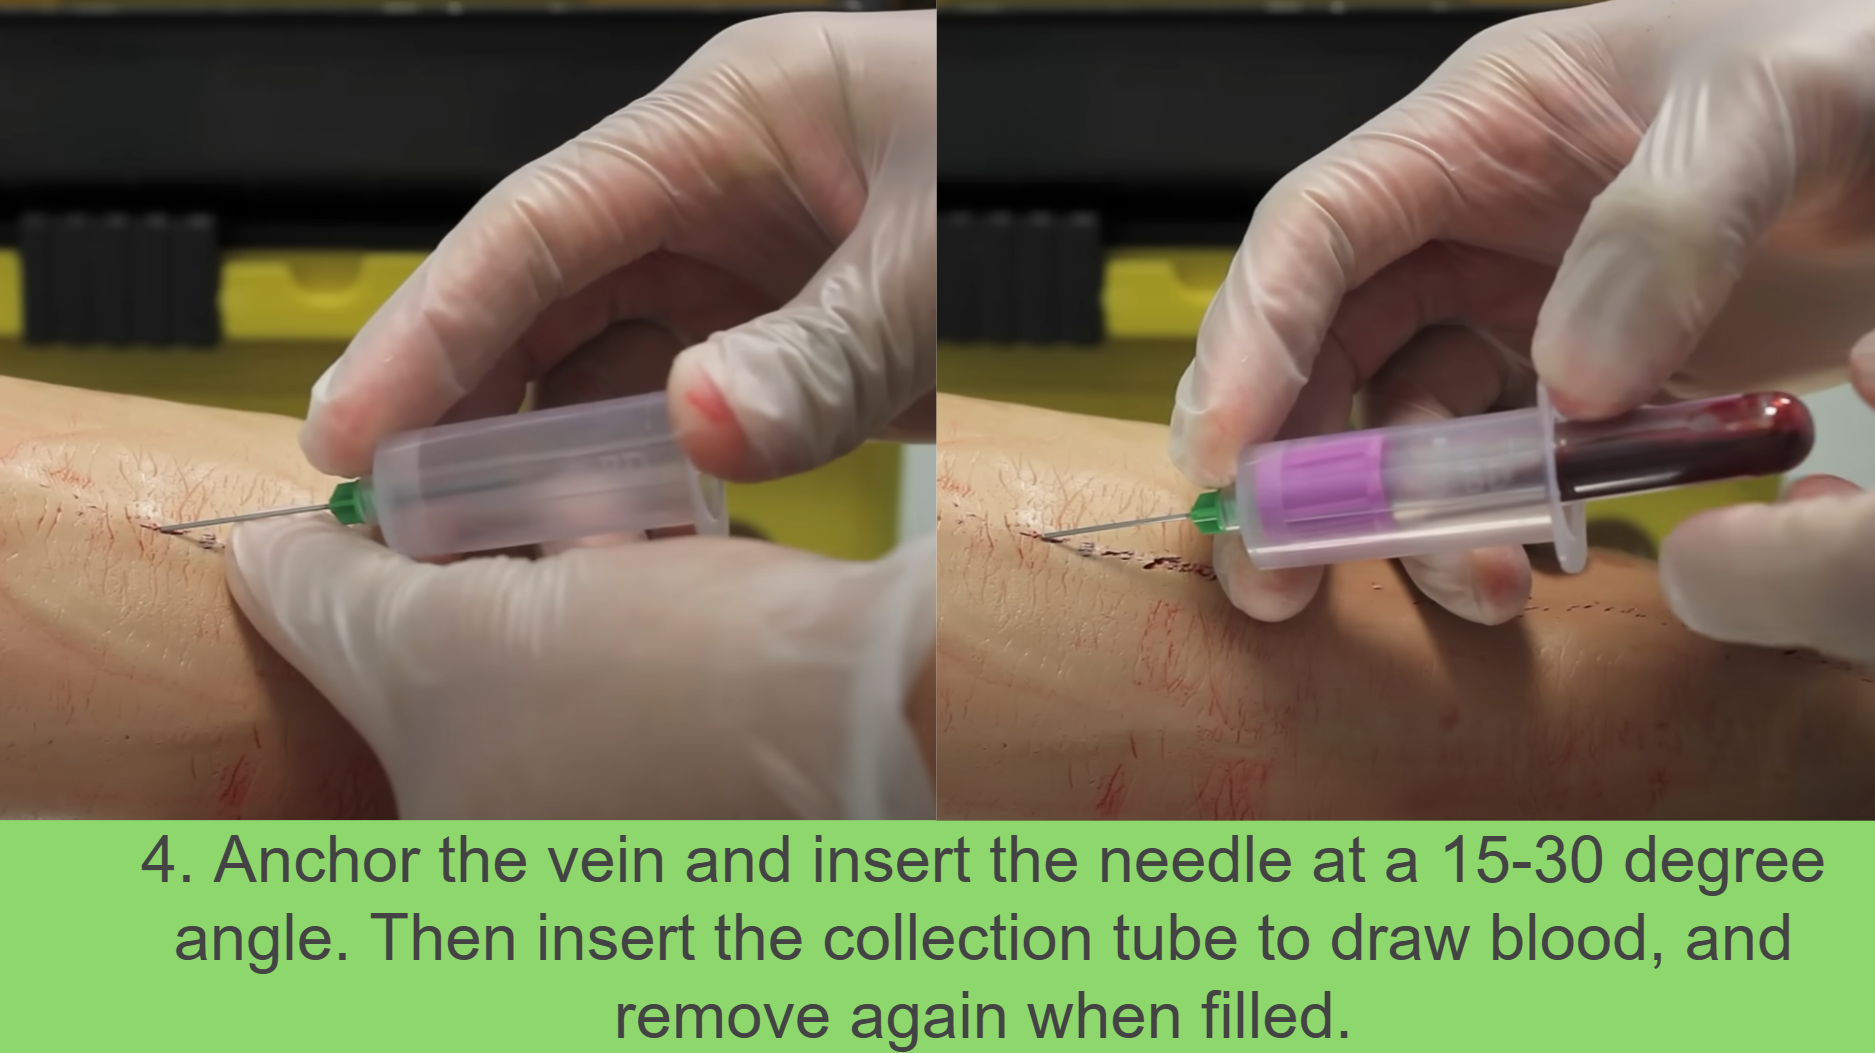 4. Anchor the vein and insert the needle at a 15-30 degree
angle. Then insert the collection tube to draw blood, and
remove again when filled.